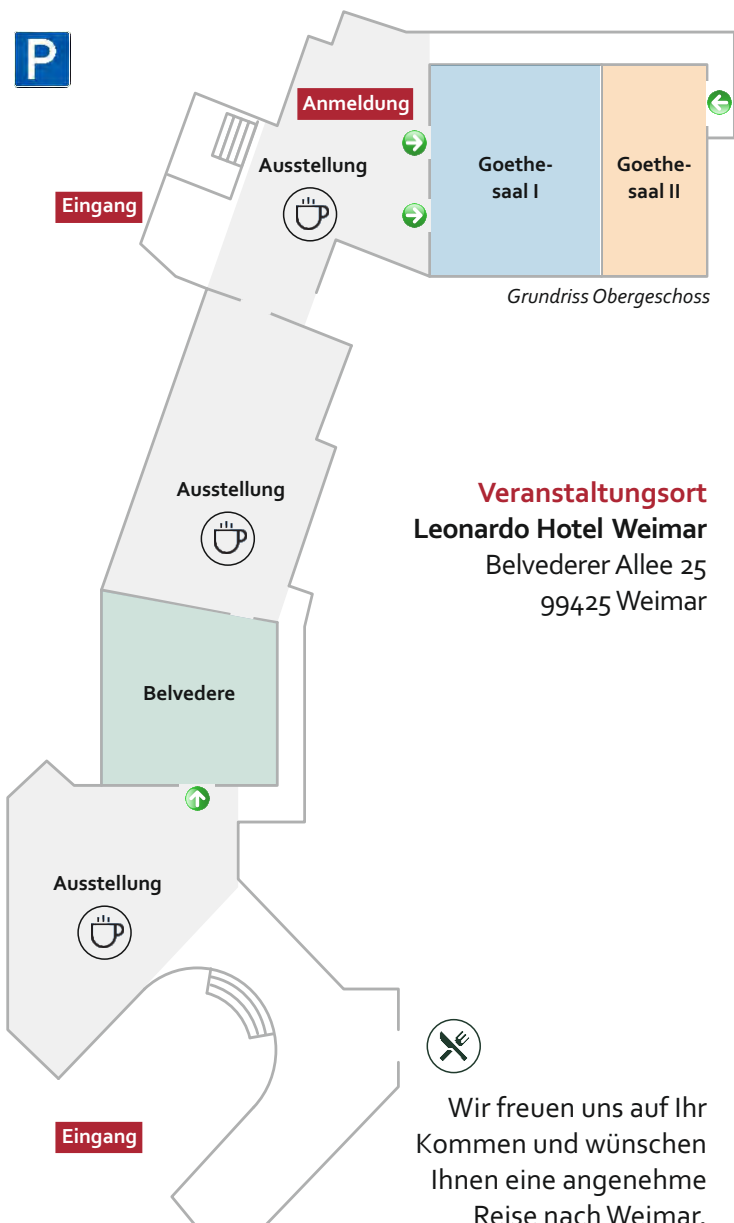 P
Anmeldung
Ausstellung
Goethe-
saal I
Goethe-
saal II
Eingang
Grundriss Obergeschoss
Ausstellung
Veranstaltungsort
Leonardo Hotel Weimar
Belvederer Allee 25
99425 Weimar
Belvedere
Ausstellung
Eingang
Wir freuen uns auf Ihr
Kommen und wünschen
Ihnen eine angenehme
Reise nach Weimar.